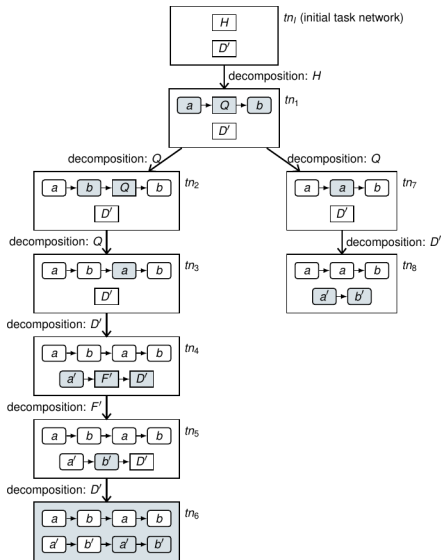 H
tn_I (initial task network)
D′
decomposition: H
a Q b
tn₁
D′
decomposition: Q
decomposition: Q
a b Q b
tn₂
D′
a a b
tn₇
D′
decomposition: Q
decomposition: D′
a b a b
tn₃
D′
a a b
tn₈
a′ b′
decomposition: D′
a b a b
tn₄
a′ F′ D′
decomposition: F′
a b a b
tn₅
a′ b′ D′
decomposition: D′
a b a b
tn₆
a′ b′ a′ b′